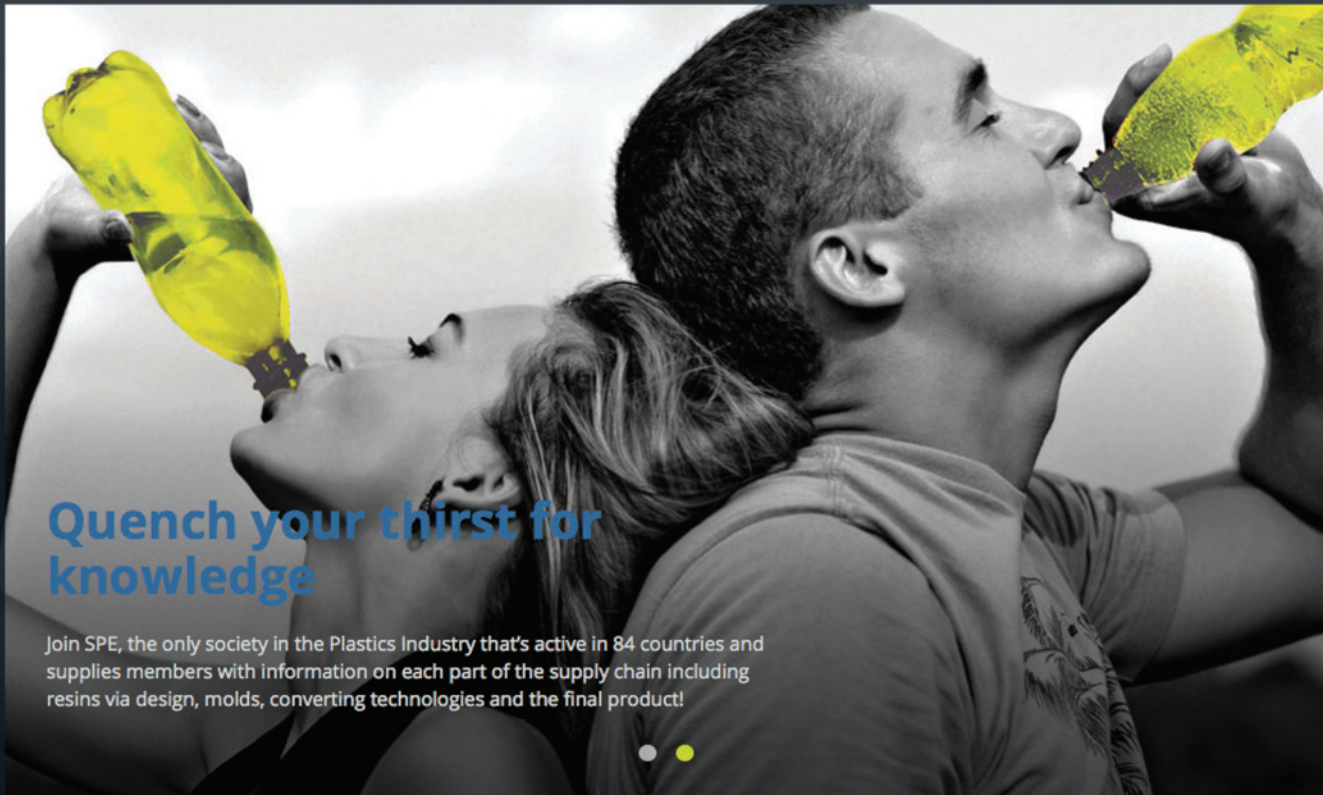 Quench your thirst for
knowledge
Join SPE, the only society in the Plastics Industry that's active in 84 countries and
supplies members with information on each part of the supply chain including
resins via design, molds, converting technologies and the final product!